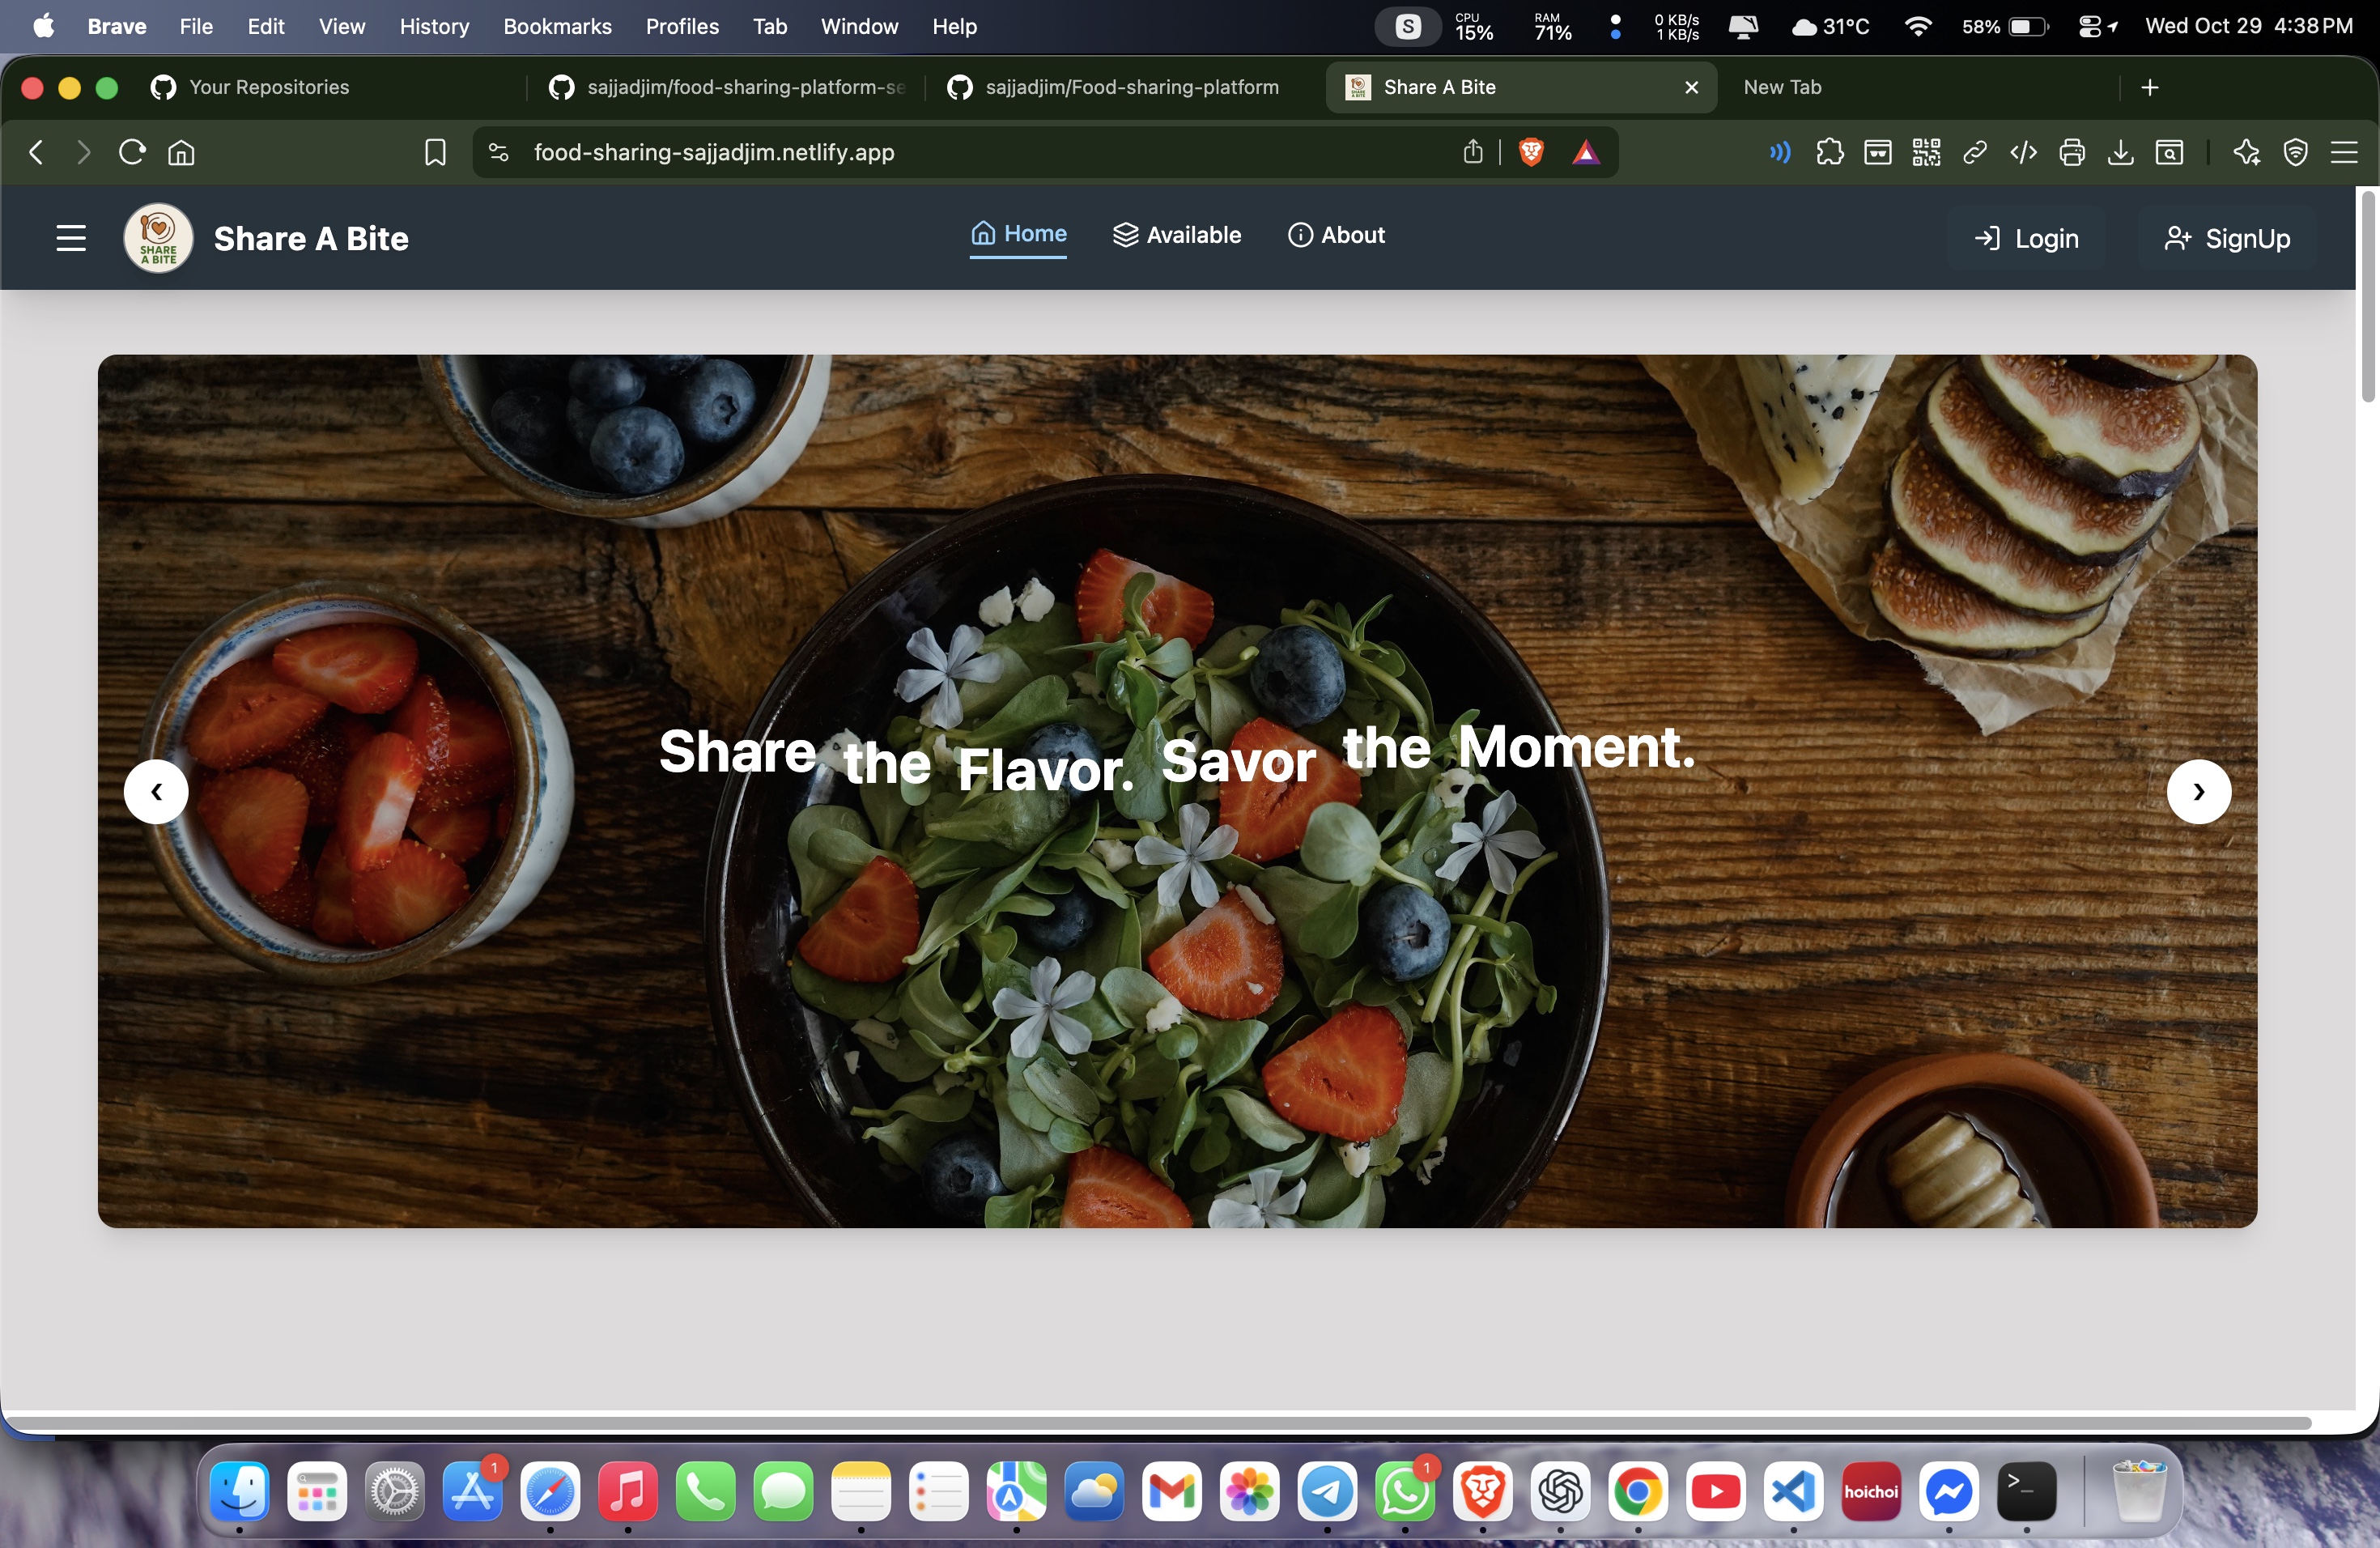 Brave File Edit View History Bookmarks Profiles Tab Window Help S CPU 15% RAM 71% 0 KB/s 1 KB/s 31°C 58% Wed Oct 29 4:38 PM
Your Repositories sajjadjim/food-sharing-platform-se sajjadjim/Food-sharing-platform Share A Bite New Tab
food-sharing-sajjadjim.netlify.app
SHARE A BITE Share A Bite Home Available About Login SignUp
Share the Flavor. Savor the Moment.
1 1 hoichoi >_